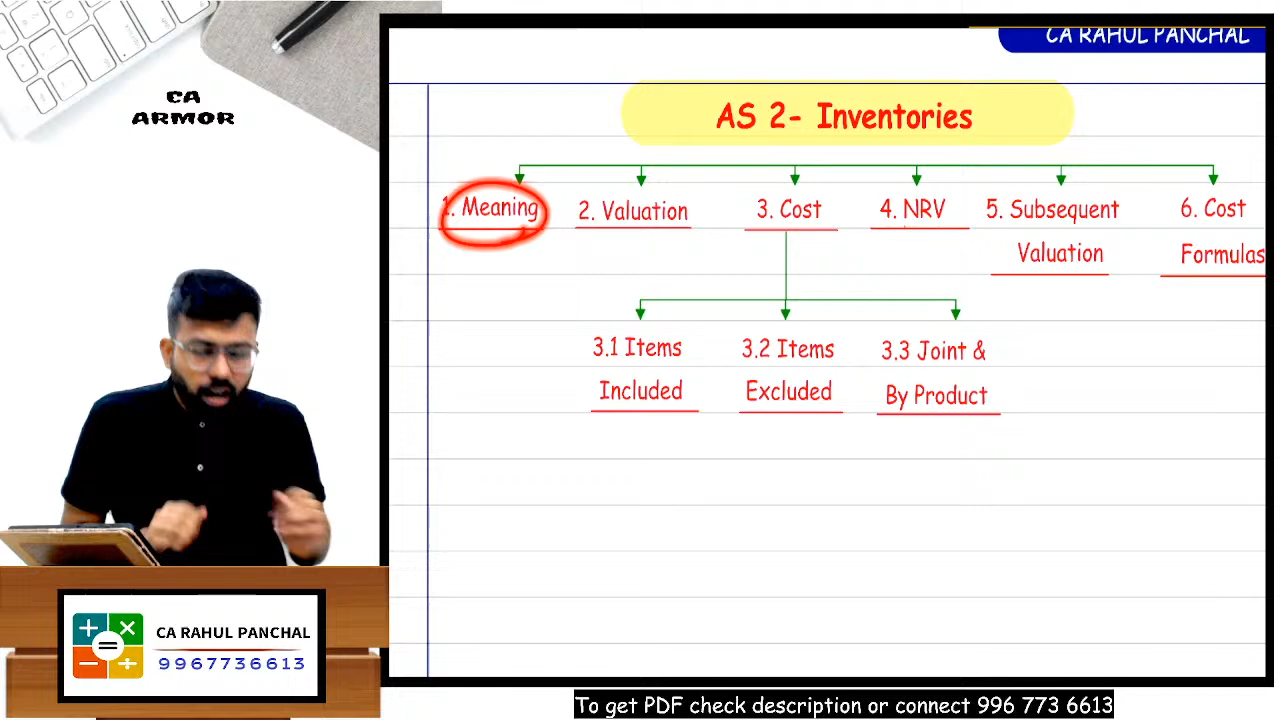 CA RAHUL PANCHAL
CA
ARMOR
AS 2- Inventories
1. Meaning
2. Valuation
3. Cost
4. NRV
5. Subsequent
Valuation
6. Cost
Formulas
3.1 Items
Included
3.2 Items
Excluded
3.3 Joint &
By Product
CA RAHUL PANCHAL
9967736613
To get PDF check description or connect 996 773 6613